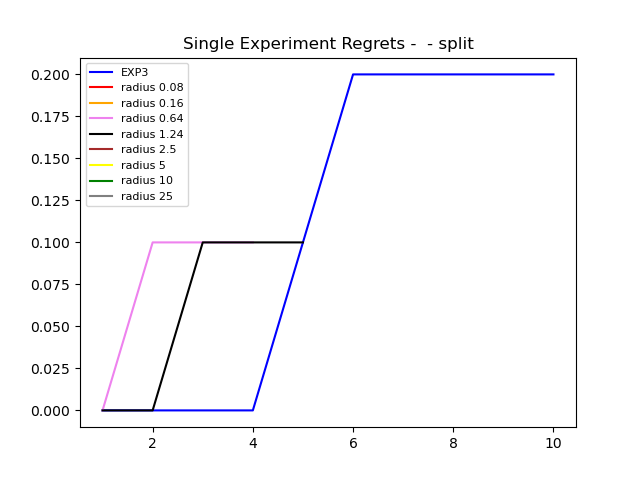 Single Experiment Regrets -  - split
EXP3
radius 0.08
radius 0.16
radius 0.64
radius 1.24
radius 2.5
radius 5
radius 10
radius 25
0.200
0.175
0.150
0.125
0.100
0.075
0.050
0.025
0.000
2 4 6 8 10